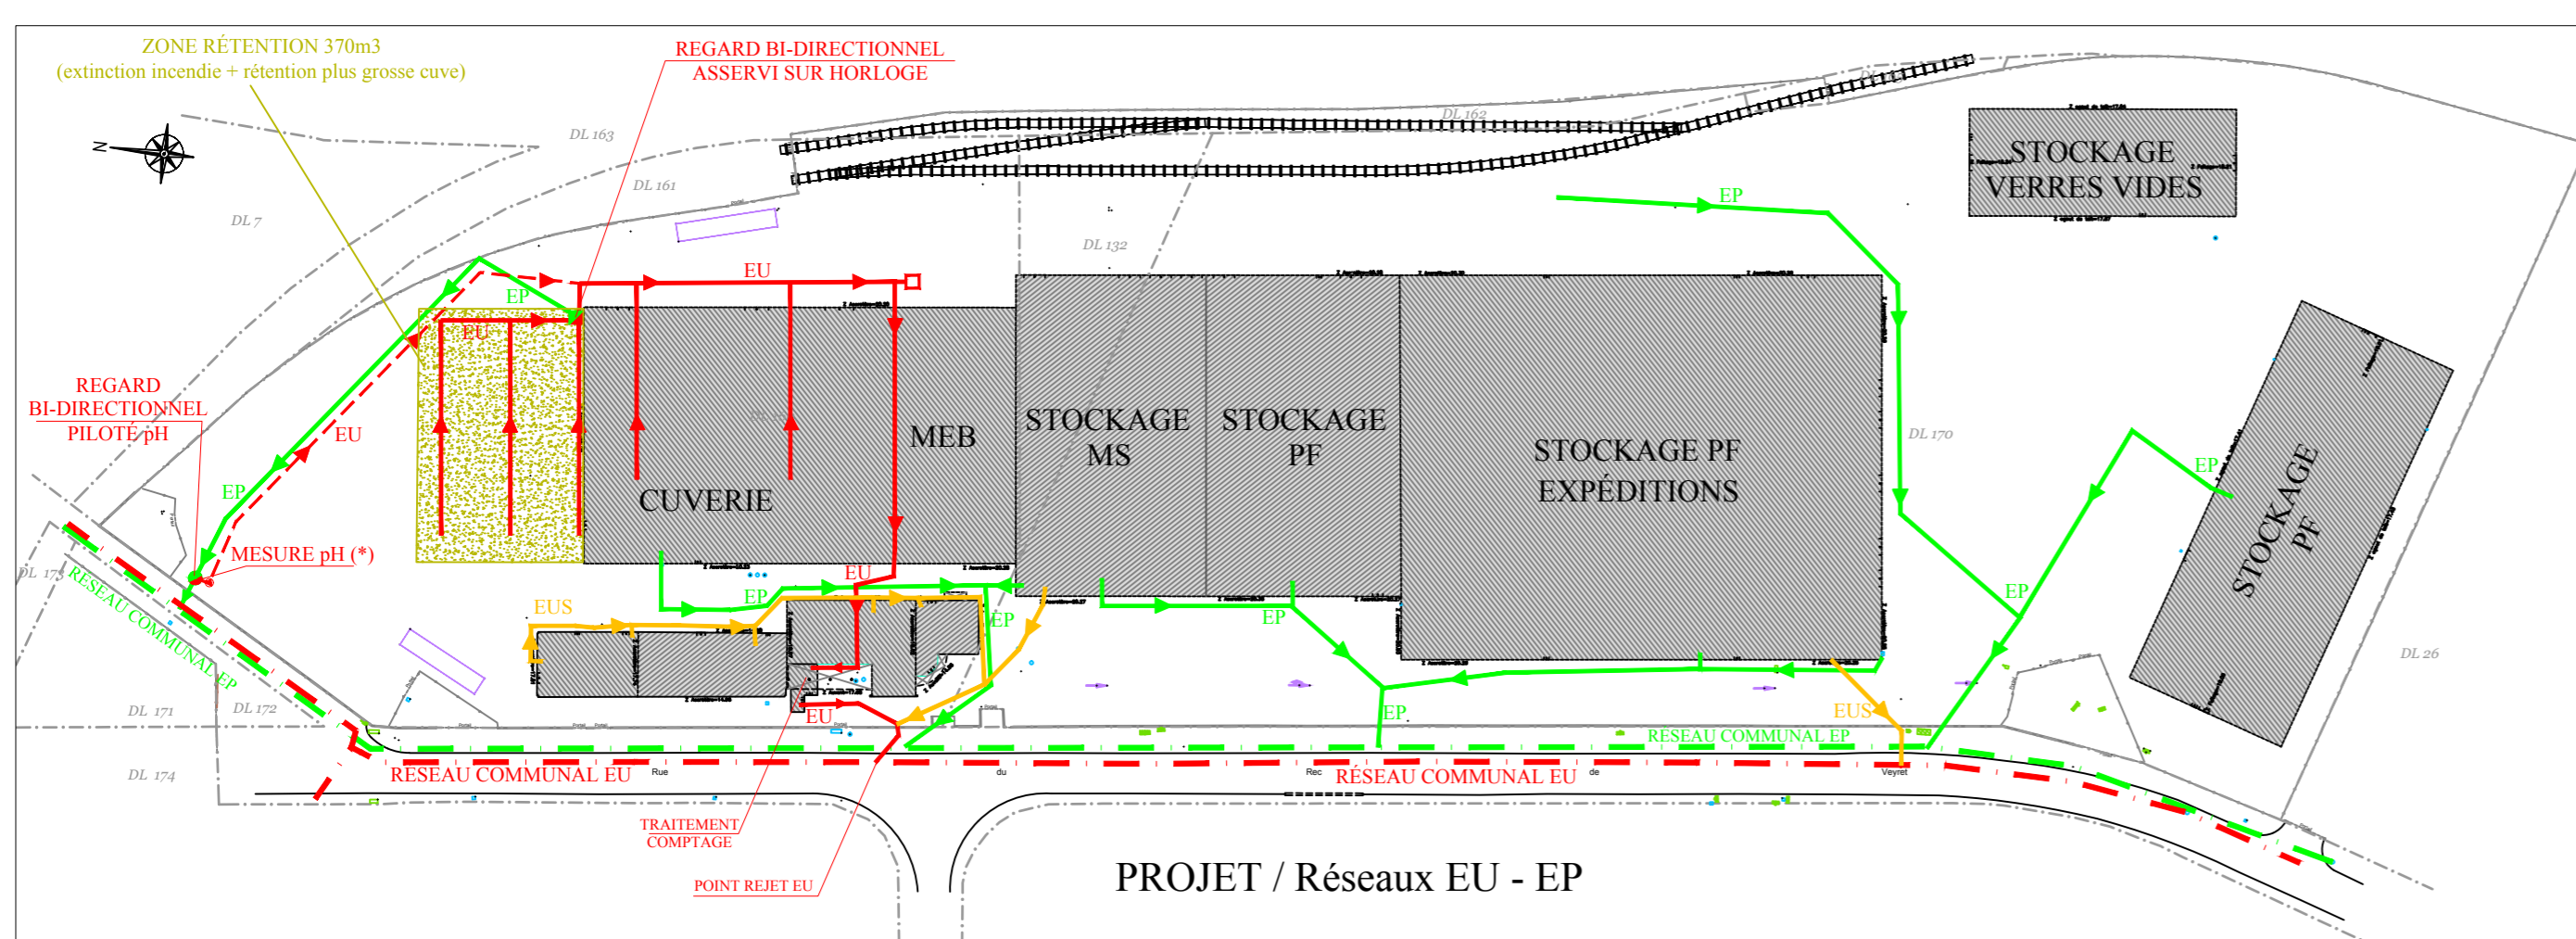 ZONE RÉTENTION 370m3
(extinction incendie + rétention plus grosse cuve)
REGARD BI-DIRECTIONNEL
ASSERVI SUR HORLOGE
N
DL 163
DL 162
DL 161
DL 7
DL 132
STOCKAGE
VERRES VIDES
EP
EU
EP
EU
REGARD
BI-DIRECTIONNEL
PILOTÉ pH
EU
EP
MESURE pH (*)
CUVERIE
MEB
STOCKAGE
MS
STOCKAGE
PF
STOCKAGE PF
EXPÉDITIONS
DL 170
EP
STOCKAGE
PF
EP
DL 173
RÉSEAU COMMUNAL EP
EUS
EU
EP
EP
EP
DL 26
DL 171
DL 172
EU
EP
EUS
RÉSEAU COMMUNAL EP
DL 174
RÉSEAU COMMUNAL EU
Rue
du
Rec
RÉSEAU COMMUNAL EU
de
Veyret
TRAITEMENT
COMPTAGE
POINT REJET EU
PROJET / Réseaux EU - EP